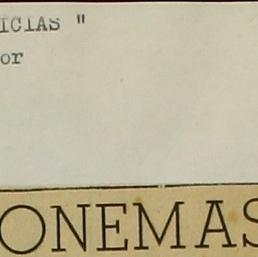 ICIAS "
or
ONEMAS